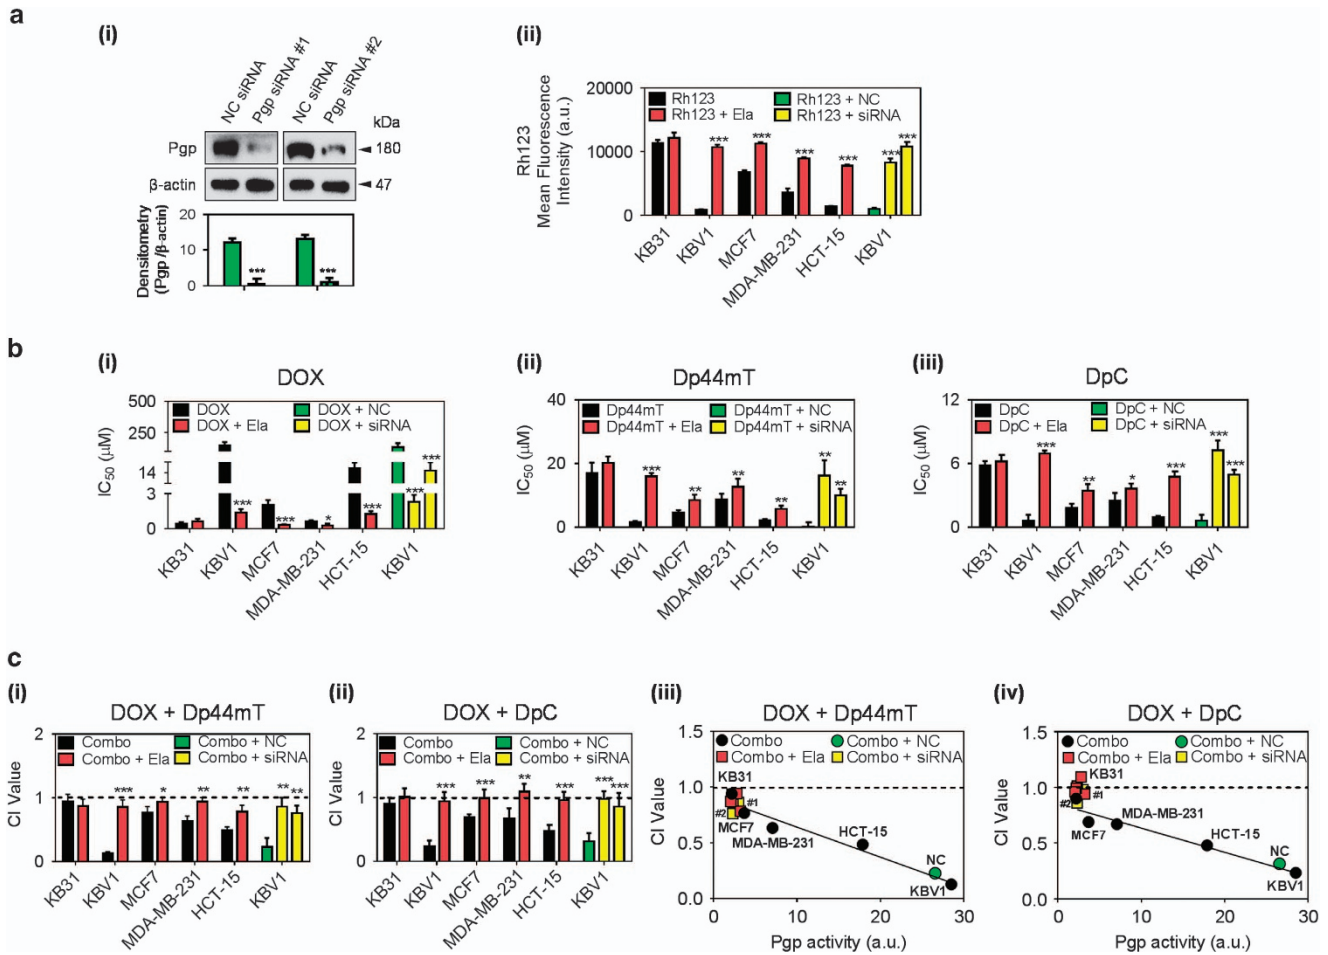 a
(i)
NC siRNA
Pgp siRNA #1
NC siRNA
Pgp siRNA #2
kDa
Pgp
180
β-actin
47
Densitometry
(Pgp /β-actin)
20
10
0
***
***
(ii)
Rh123
Mean Fluorescence
Intensity (a.u.)
20000
10000
0
Rh123
Rh123 + NC
Rh123 + Ela
Rh123 + siRNA
*** *** *** *** *** ***
KB31
KBV1
MCF7
MDA-MB-231
HCT-15
KBV1
b
(i)
DOX
IC50 (µM)
500
250
14
3
0
DOX
DOX + NC
DOX + Ela
DOX + siRNA
*** *** * *** *** ***
KB31
KBV1
MCF7
MDA-MB-231
HCT-15
KBV1
(ii)
Dp44mT
IC50 (µM)
40
20
0
Dp44mT
Dp44mT + NC
Dp44mT + Ela
Dp44mT + siRNA
*** ** ** ** ** **
KB31
KBV1
MCF7
MDA-MB-231
HCT-15
KBV1
(iii)
DpC
IC50 (µM)
12
6
0
DpC
DpC + NC
DpC + Ela
DpC + siRNA
*** ** * *** *** ***
KB31
KBV1
MCF7
MDA-MB-231
HCT-15
KBV1
c
(i)
DOX + Dp44mT
CI Value
2
1
0
Combo
Combo + NC
Combo + Ela
Combo + siRNA
*** * ** ** ** **
KB31
KBV1
MCF7
MDA-MB-231
HCT-15
KBV1
(ii)
DOX + DpC
CI Value
2
1
0
Combo
Combo + NC
Combo + Ela
Combo + siRNA
*** *** ** *** *** ***
KB31
KBV1
MCF7
MDA-MB-231
HCT-15
KBV1
(iii)
DOX + Dp44mT
CI Value
1.5
1.0
0.5
0.0
Combo
Combo + NC
Combo + Ela
Combo + siRNA
KB31
#1
#2
MCF7
MDA-MB-231
HCT-15
NC
KBV1
0 10 20 30
Pgp activity (a.u.)
(iv)
DOX + DpC
CI Value
1.5
1.0
0.5
0.0
Combo
Combo + NC
Combo + Ela
Combo + siRNA
KB31
#1
#2
MCF7
MDA-MB-231
HCT-15
NC
KBV1
0 10 20 30
Pgp activity (a.u.)